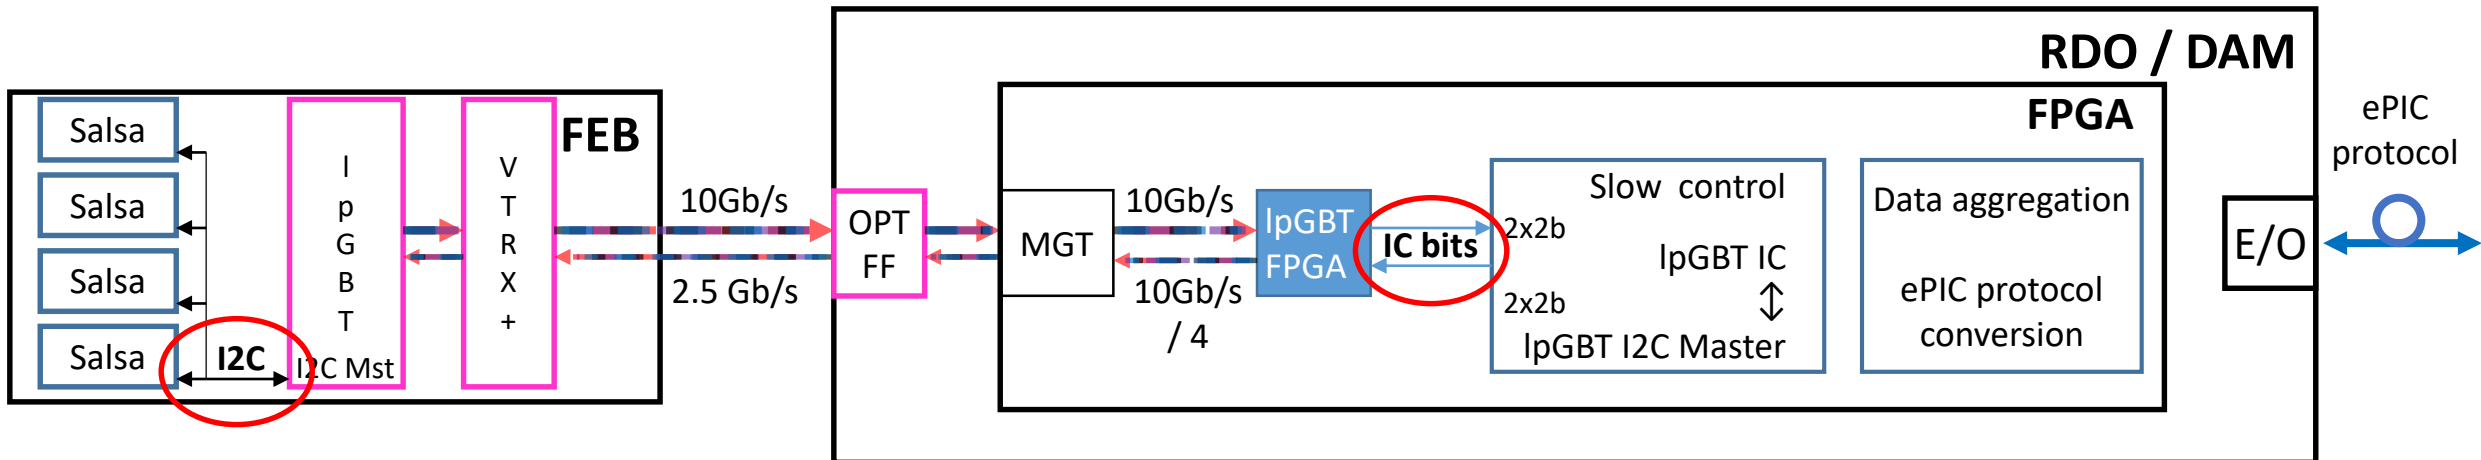 RDO / DAM
FPGA
FEB
Salsa
Salsa
Salsa
Salsa
I2C
l
p
G
B
T
I2C Mst
V
T
R
X
+
10Gb/s
2.5 Gb/s
OPT
FF
MGT
10Gb/s
10Gb/s
/ 4
lpGBT
FPGA
IC bits
2x2b
2x2b
Slow control
lpGBT IC
lpGBT I2C Master
Data aggregation
ePIC protocol
conversion
E/O
ePIC
protocol